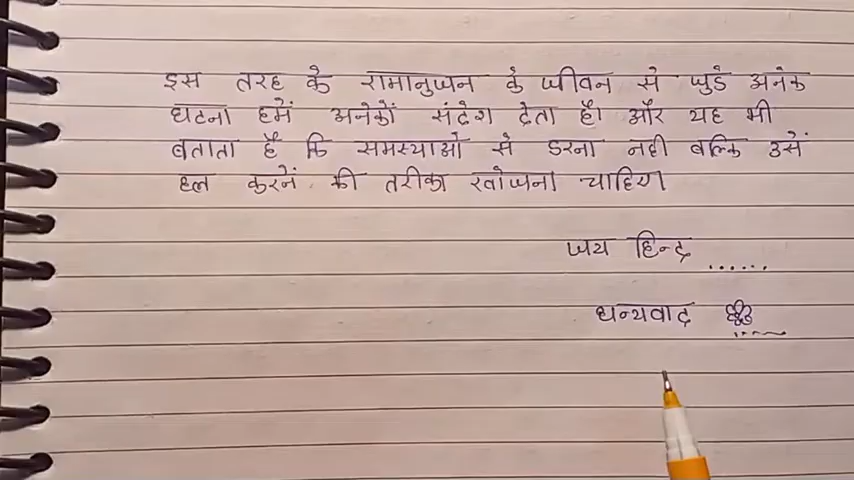 इस तरह के रामानुजन के जीवन से जुडे अनेक
घटना हमें अनेकों संदेश देता है। और यह भी
बताता है कि समस्याओ से डरना नही बल्कि उसें
हल करनें की तरीका खोजना चाहिए
जय हिन्द ......
धन्यवाद